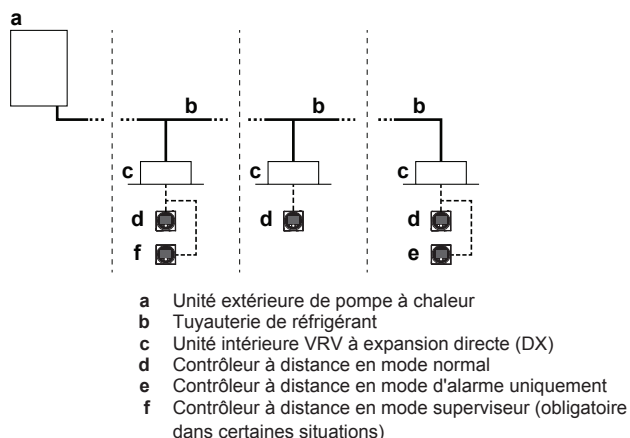 a
b b b
c c c
d d d
f e
a Unité extérieure de pompe à chaleur
b Tuyauterie de réfrigérant
c Unité intérieure VRV à expansion directe (DX)
d Contrôleur à distance en mode normal
e Contrôleur à distance en mode d'alarme uniquement
f Contrôleur à distance en mode superviseur (obligatoire
dans certaines situations)